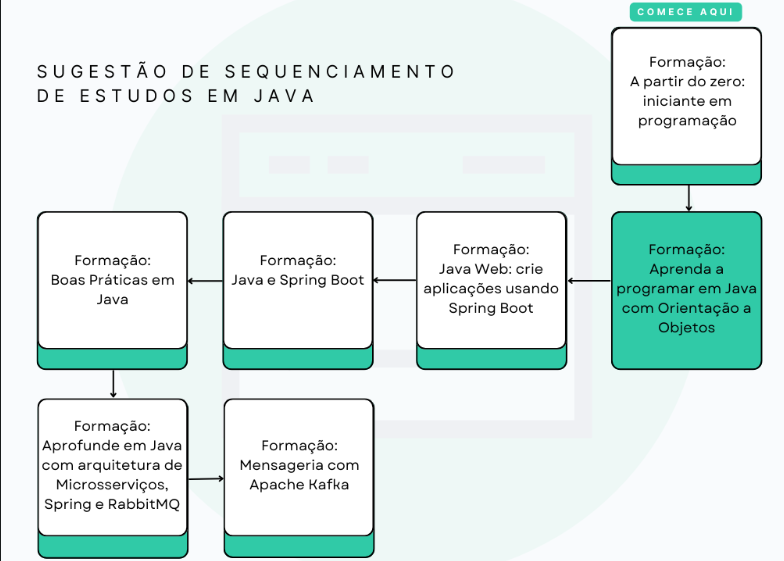 COMECE AQUI
SUGESTÃO DE SEQUENCIAMENTO
DE ESTUDOS EM JAVA
Formação:
A partir do zero:
iniciante em
programação
Formação:
Aprenda a
programar em Java
com Orientação a
Objetos
Formação:
Java Web: crie
aplicações usando
Spring Boot
Formação:
Java e Spring Boot
Formação:
Boas Práticas em
Java
Formação:
Aprofunde em Java
com arquitetura de
Microsserviços,
Spring e RabbitMQ
Formação:
Mensageria com
Apache Kafka